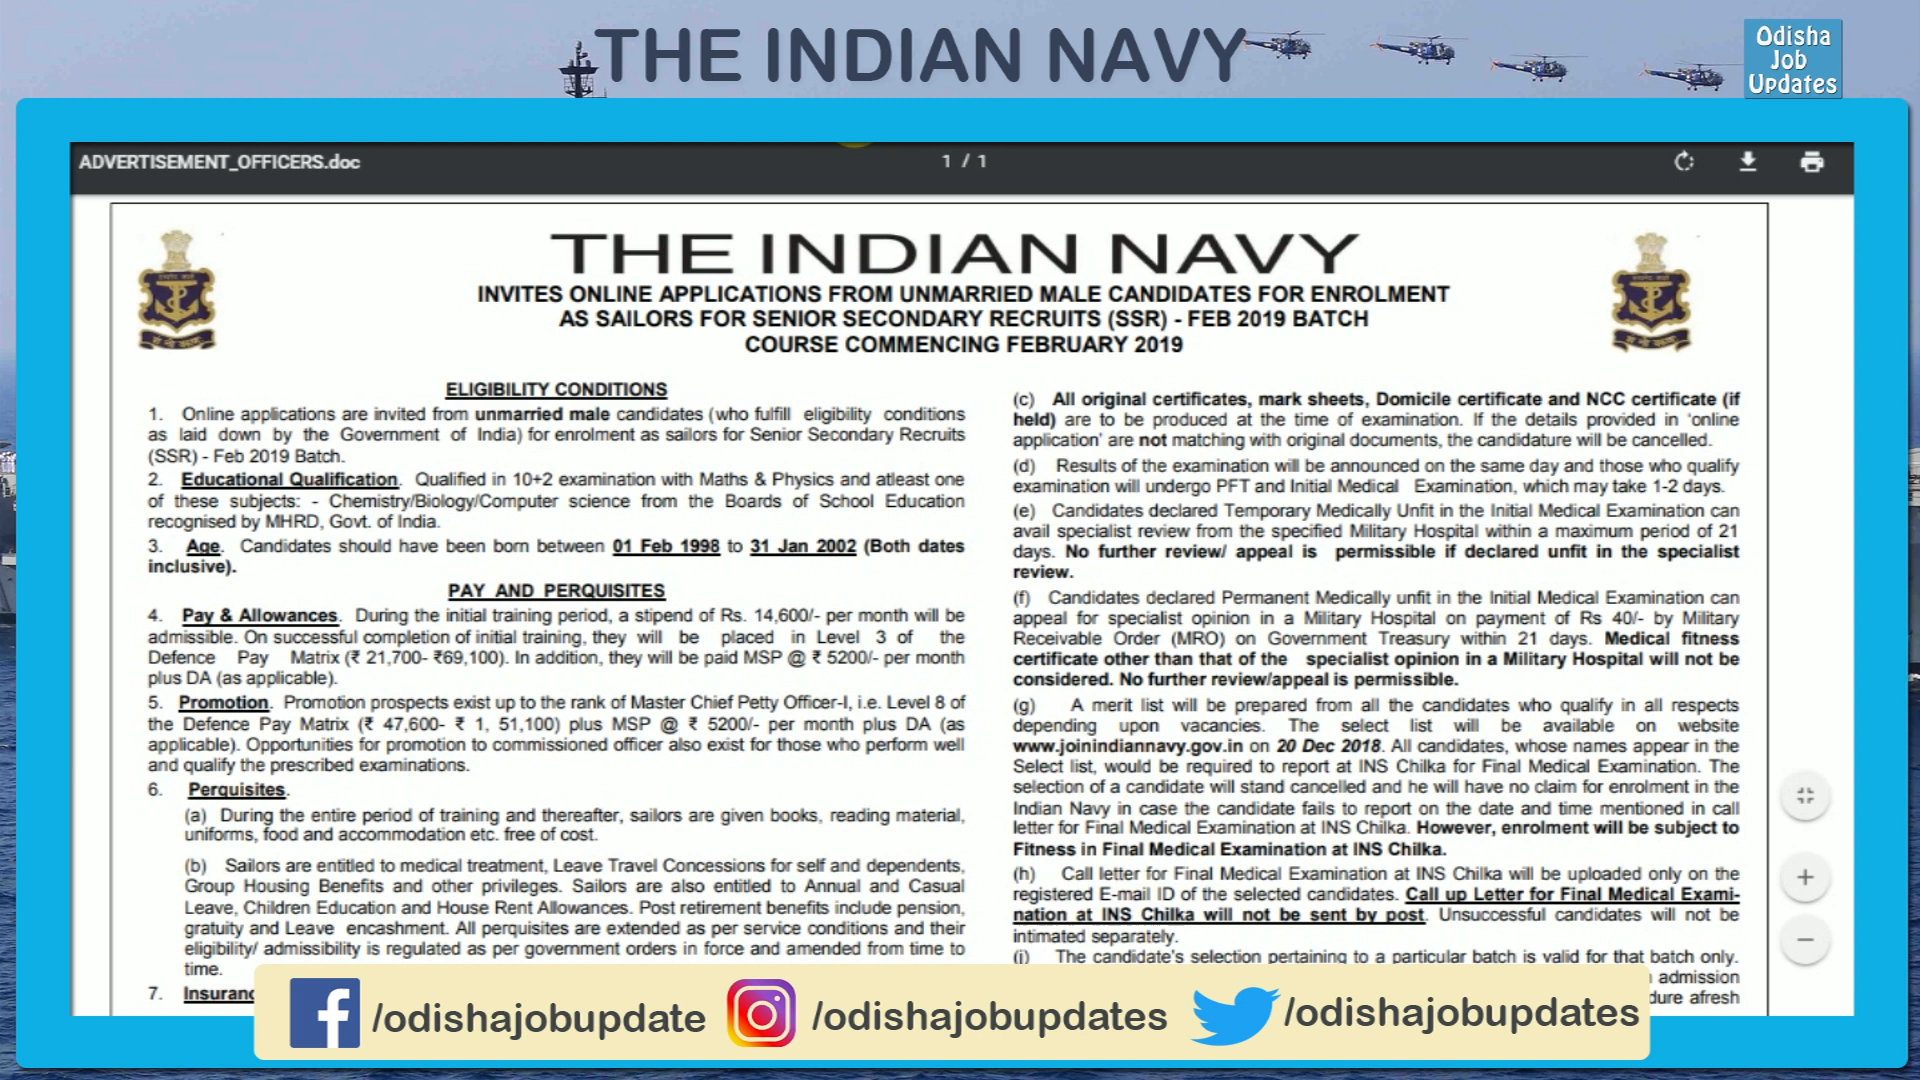 THE INDIAN NAVY
Odisha
Job
Updates
ADVERTISEMENT_OFFICERS.doc
1 / 1
THE INDIAN NAVY
INVITES ONLINE APPLICATIONS FROM UNMARRIED MALE CANDIDATES FOR ENROLMENT
AS SAILORS FOR SENIOR SECONDARY RECRUITS (SSR) - FEB 2019 BATCH
COURSE COMMENCING FEBRUARY 2019
ELIGIBILITY CONDITIONS
1. Online applications are invited from unmarried male candidates (who fulfill eligibility conditions
as laid down by the Government of India) for enrolment as sailors for Senior Secondary Recruits
(SSR) - Feb 2019 Batch.
2. Educational Qualification. Qualified in 10+2 examination with Maths & Physics and atleast one
of these subjects: - Chemistry/Biology/Computer science from the Boards of School Education
recognised by MHRD, Govt. of India.
3. Age. Candidates should have been born between 01 Feb 1998 to 31 Jan 2002 (Both dates
inclusive).
PAY AND PERQUISITES
4. Pay & Allowances. During the initial training period, a stipend of Rs. 14,600/- per month will be
admissible. On successful completion of initial training, they will be placed in Level 3 of the
Defence Pay Matrix (₹ 21,700- ₹69,100). In addition, they will be paid MSP @ ₹ 5200/- per month
plus DA (as applicable).
5. Promotion. Promotion prospects exist up to the rank of Master Chief Petty Officer-I, i.e. Level 8 of
the Defence Pay Matrix (₹ 47,600- ₹ 1, 51,100) plus MSP @ ₹ 5200/- per month plus DA (as
applicable). Opportunities for promotion to commissioned officer also exist for those who perform well
and qualify the prescribed examinations.
6. Perquisites.
(a) During the entire period of training and thereafter, sailors are given books, reading material,
uniforms, food and accommodation etc. free of cost.
(b) Sailors are entitled to medical treatment, Leave Travel Concessions for self and dependents,
Group Housing Benefits and other privileges. Sailors are also entitled to Annual and Casual
Leave, Children Education and House Rent Allowances. Post retirement benefits include pension,
gratuity and Leave encashment. All perquisites are extended as per service conditions and their
eligibility/ admissibility is regulated as per government orders in force and amended from time to
time.
7. Insuranc
(c) All original certificates, mark sheets, Domicile certificate and NCC certificate (if
held) are to be produced at the time of examination. If the details provided in 'online
application' are not matching with original documents, the candidature will be cancelled.
(d) Results of the examination will be announced on the same day and those who qualify
examination will undergo PFT and Initial Medical Examination, which may take 1-2 days.
(e) Candidates declared Temporary Medically Unfit in the Initial Medical Examination can
avail specialist review from the specified Military Hospital within a maximum period of 21
days. No further review/ appeal is permissible if declared unfit in the specialist
review.
(f) Candidates declared Permanent Medically unfit in the Initial Medical Examination can
appeal for specialist opinion in a Military Hospital on payment of Rs 40/- by Military
Receivable Order (MRO) on Government Treasury within 21 days. Medical fitness
certificate other than that of the specialist opinion in a Military Hospital will not be
considered. No further review/appeal is permissible.
(g) A merit list will be prepared from all the candidates who qualify in all respects
depending upon vacancies. The select list will be available on website
www.joinindiannavy.gov.in on 20 Dec 2018. All candidates, whose names appear in the
Select list, would be required to report at INS Chilka for Final Medical Examination. The
selection of a candidate will stand cancelled and he will have no claim for enrolment in the
Indian Navy in case the candidate fails to report on the date and time mentioned in call
letter for Final Medical Examination at INS Chilka. However, enrolment will be subject to
Fitness in Final Medical Examination at INS Chilka.
(h) Call letter for Final Medical Examination at INS Chilka will be uploaded only on the
registered E-mail ID of the selected candidates. Call up Letter for Final Medical Exami-
nation at INS Chilka will not be sent by post. Unsuccessful candidates will not be
intimated separately.
(i) The candidate's selection pertaining to a particular batch is valid for that batch only.
admission
dure afresh
/odishajobupdate
/odishajobupdates
/odishajobupdates